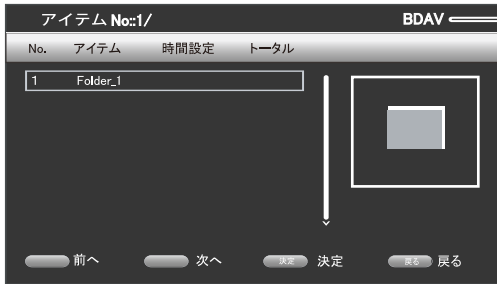 アイテム No::1/ BDAV
No. アイテム 時間設定 トータル
1 Folder_1
前へ 次へ 決定 決定 戻る 戻る